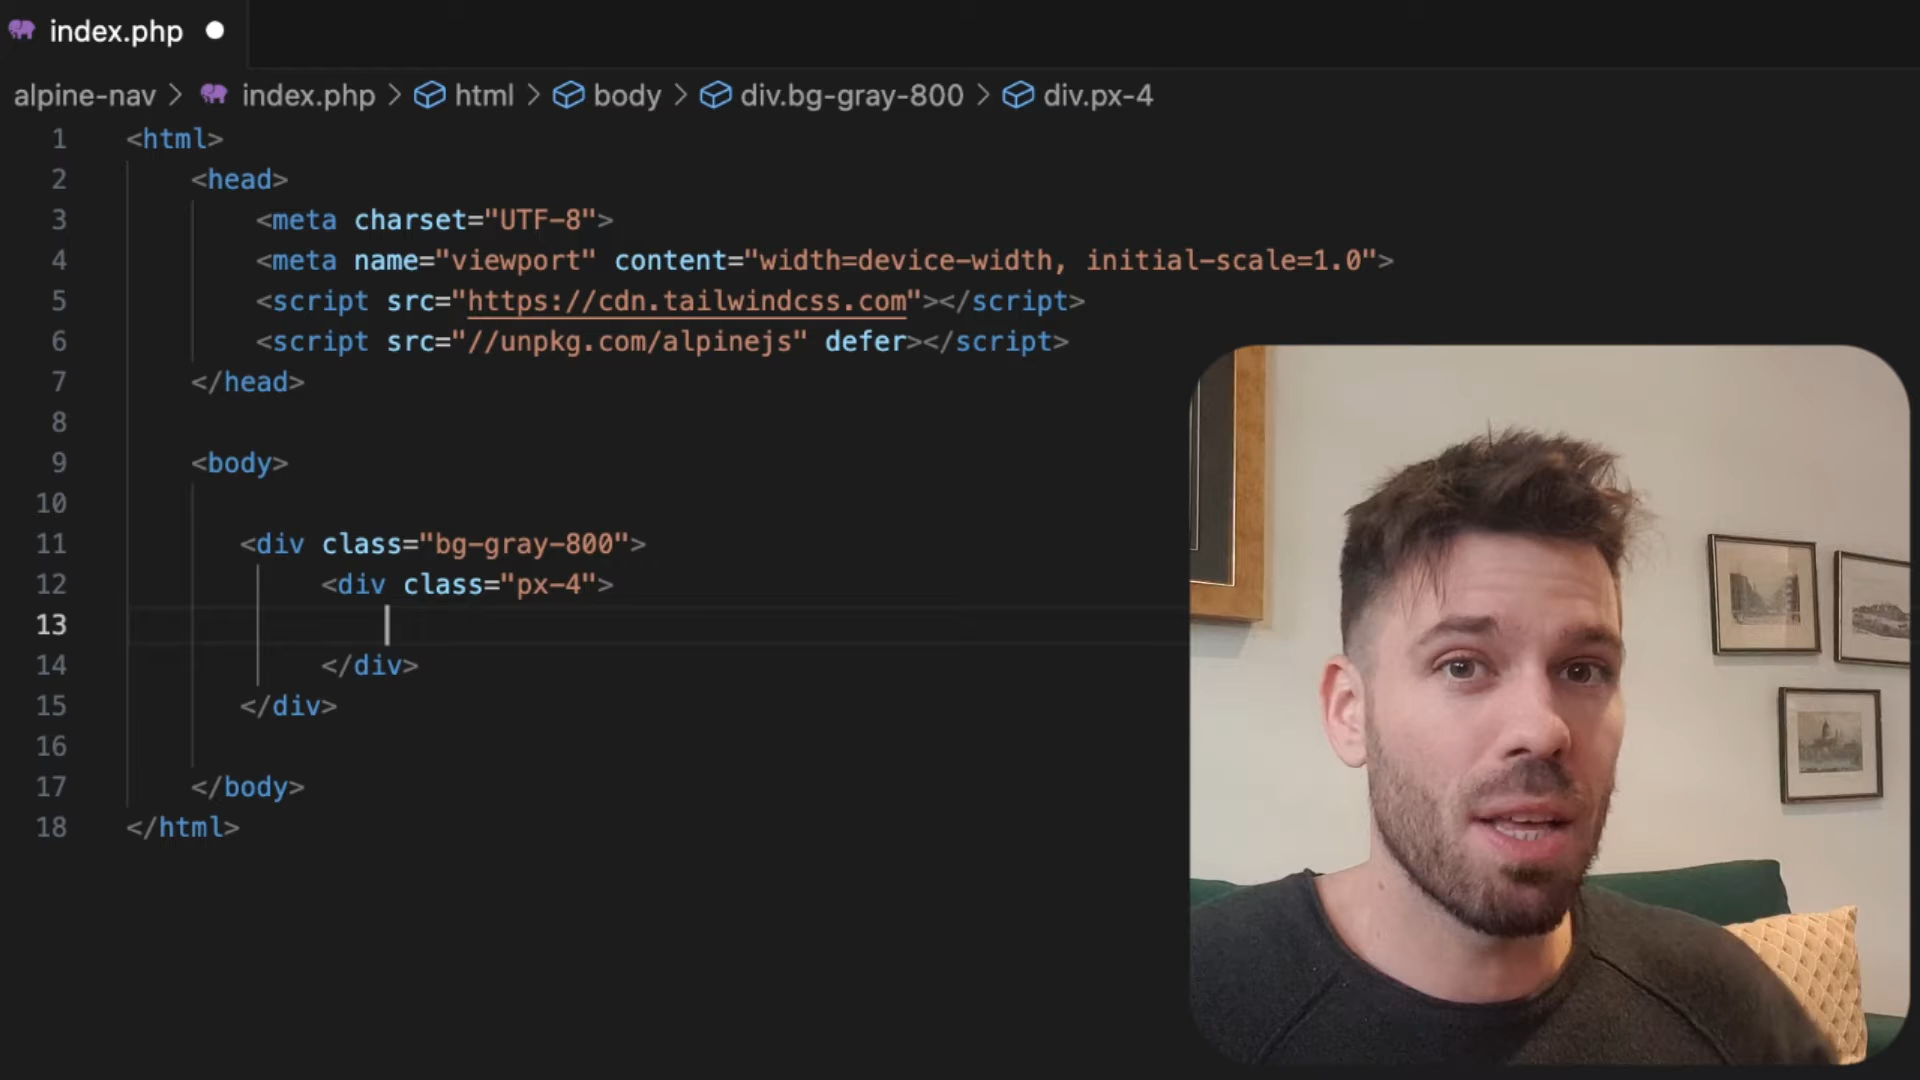 index.php
alpine-nav > index.php > html > body > div.bg-gray-800 > div.px-4
1 <html>
2 <head>
3 <meta charset="UTF-8">
4 <meta name="viewport" content="width=device-width, initial-scale=1.0">
5 <script src="https://cdn.tailwindcss.com"></script>
6 <script src="//unpkg.com/alpinejs" defer></script>
7 </head>
8
9 <body>
10
11 <div class="bg-gray-800">
12 <div class="px-4">
13
14 </div>
15 </div>
16
17 </body>
18 </html>